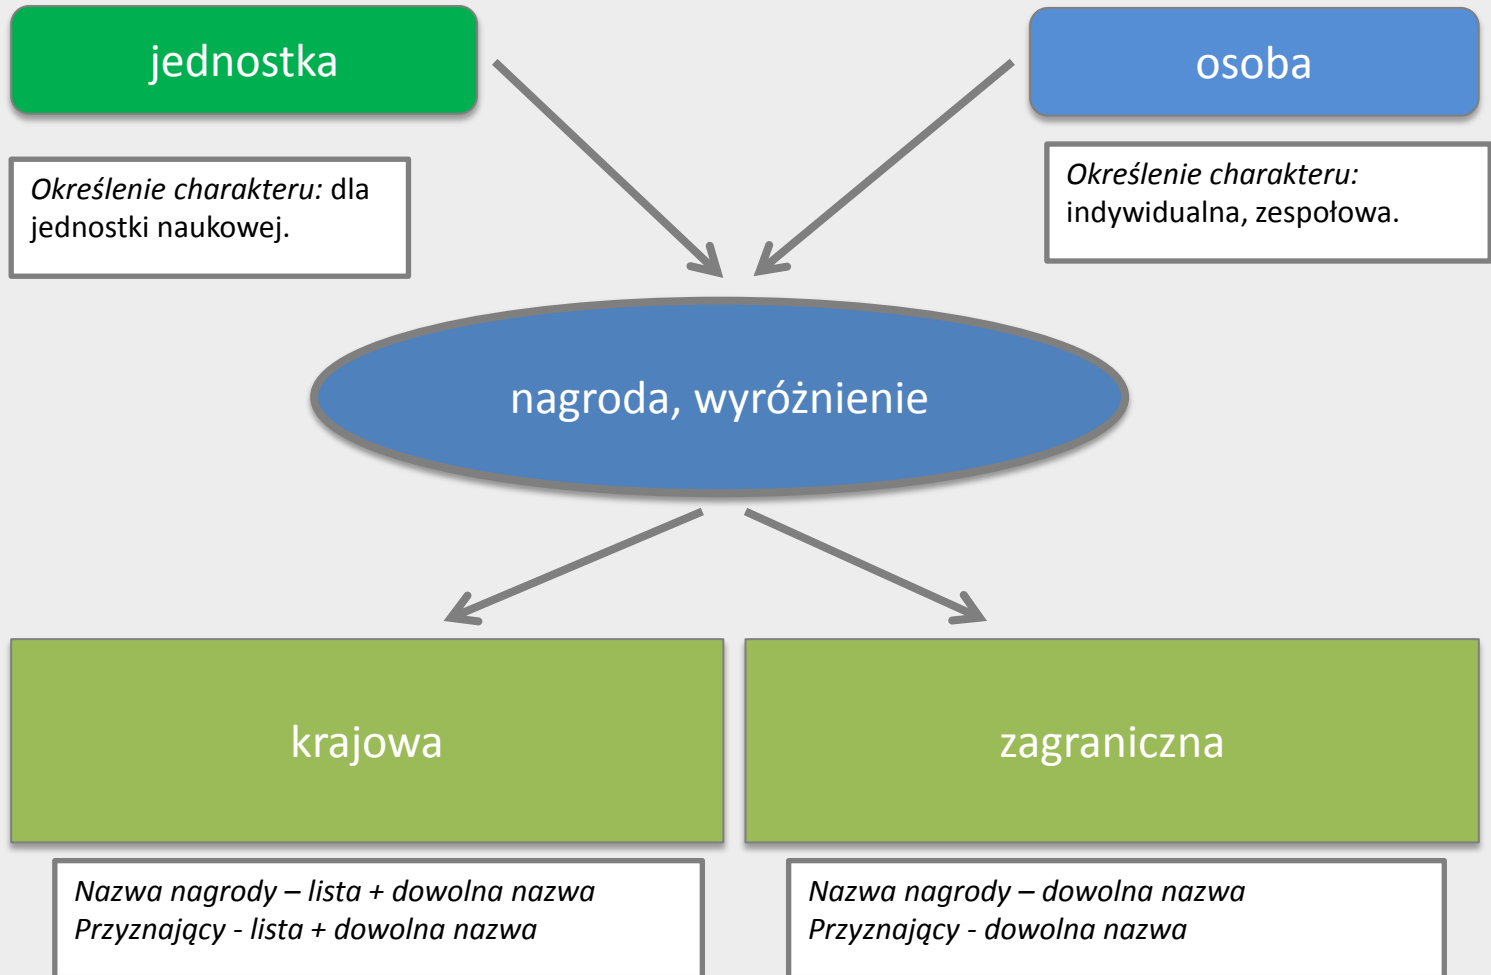 jednostka
osoba
Określenie charakteru: dla
jednostki naukowej.
Określenie charakteru:
indywidualna, zespołowa.
nagroda, wyróżnienie
krajowa
zagraniczna
Nazwa nagrody – lista + dowolna nazwa
Przyznający - lista + dowolna nazwa
Nazwa nagrody – dowolna nazwa
Przyznający - dowolna nazwa